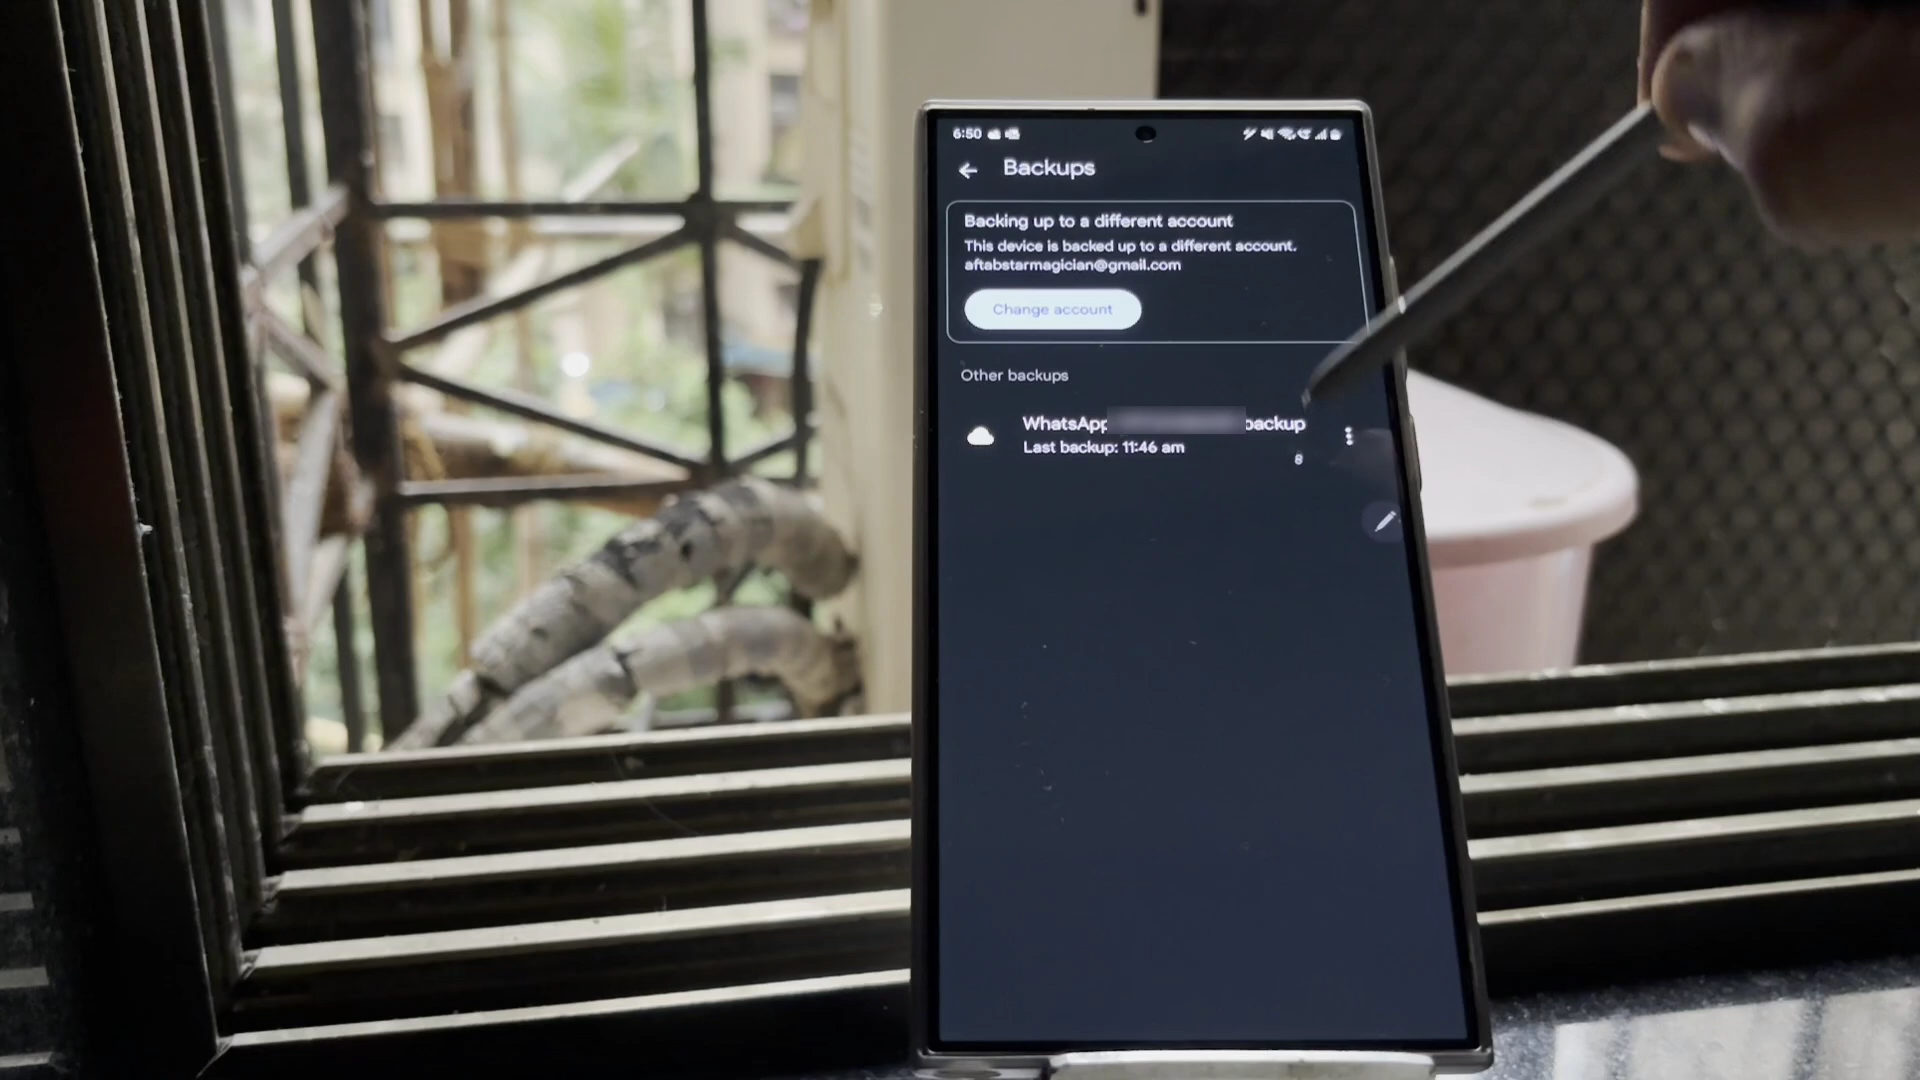 6:50
Backups
Backing up to a different account
This device is backed up to a different account.
aftabstarmagician@gmail.com
Change account
Other backups
WhatsApp backup
Last backup: 11:46 am